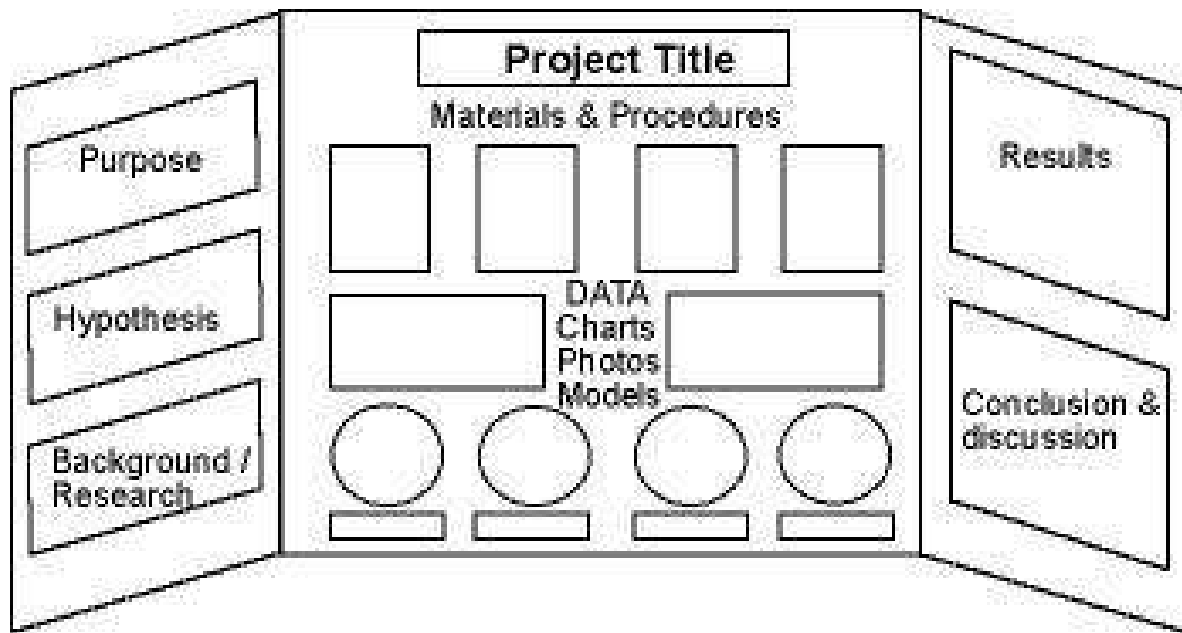 Purpose
Hypothesis
Background /
Research
Project Title
Materials & Procedures
DATA
Charts
Photos
Models
Results
Conclusion &
discussion